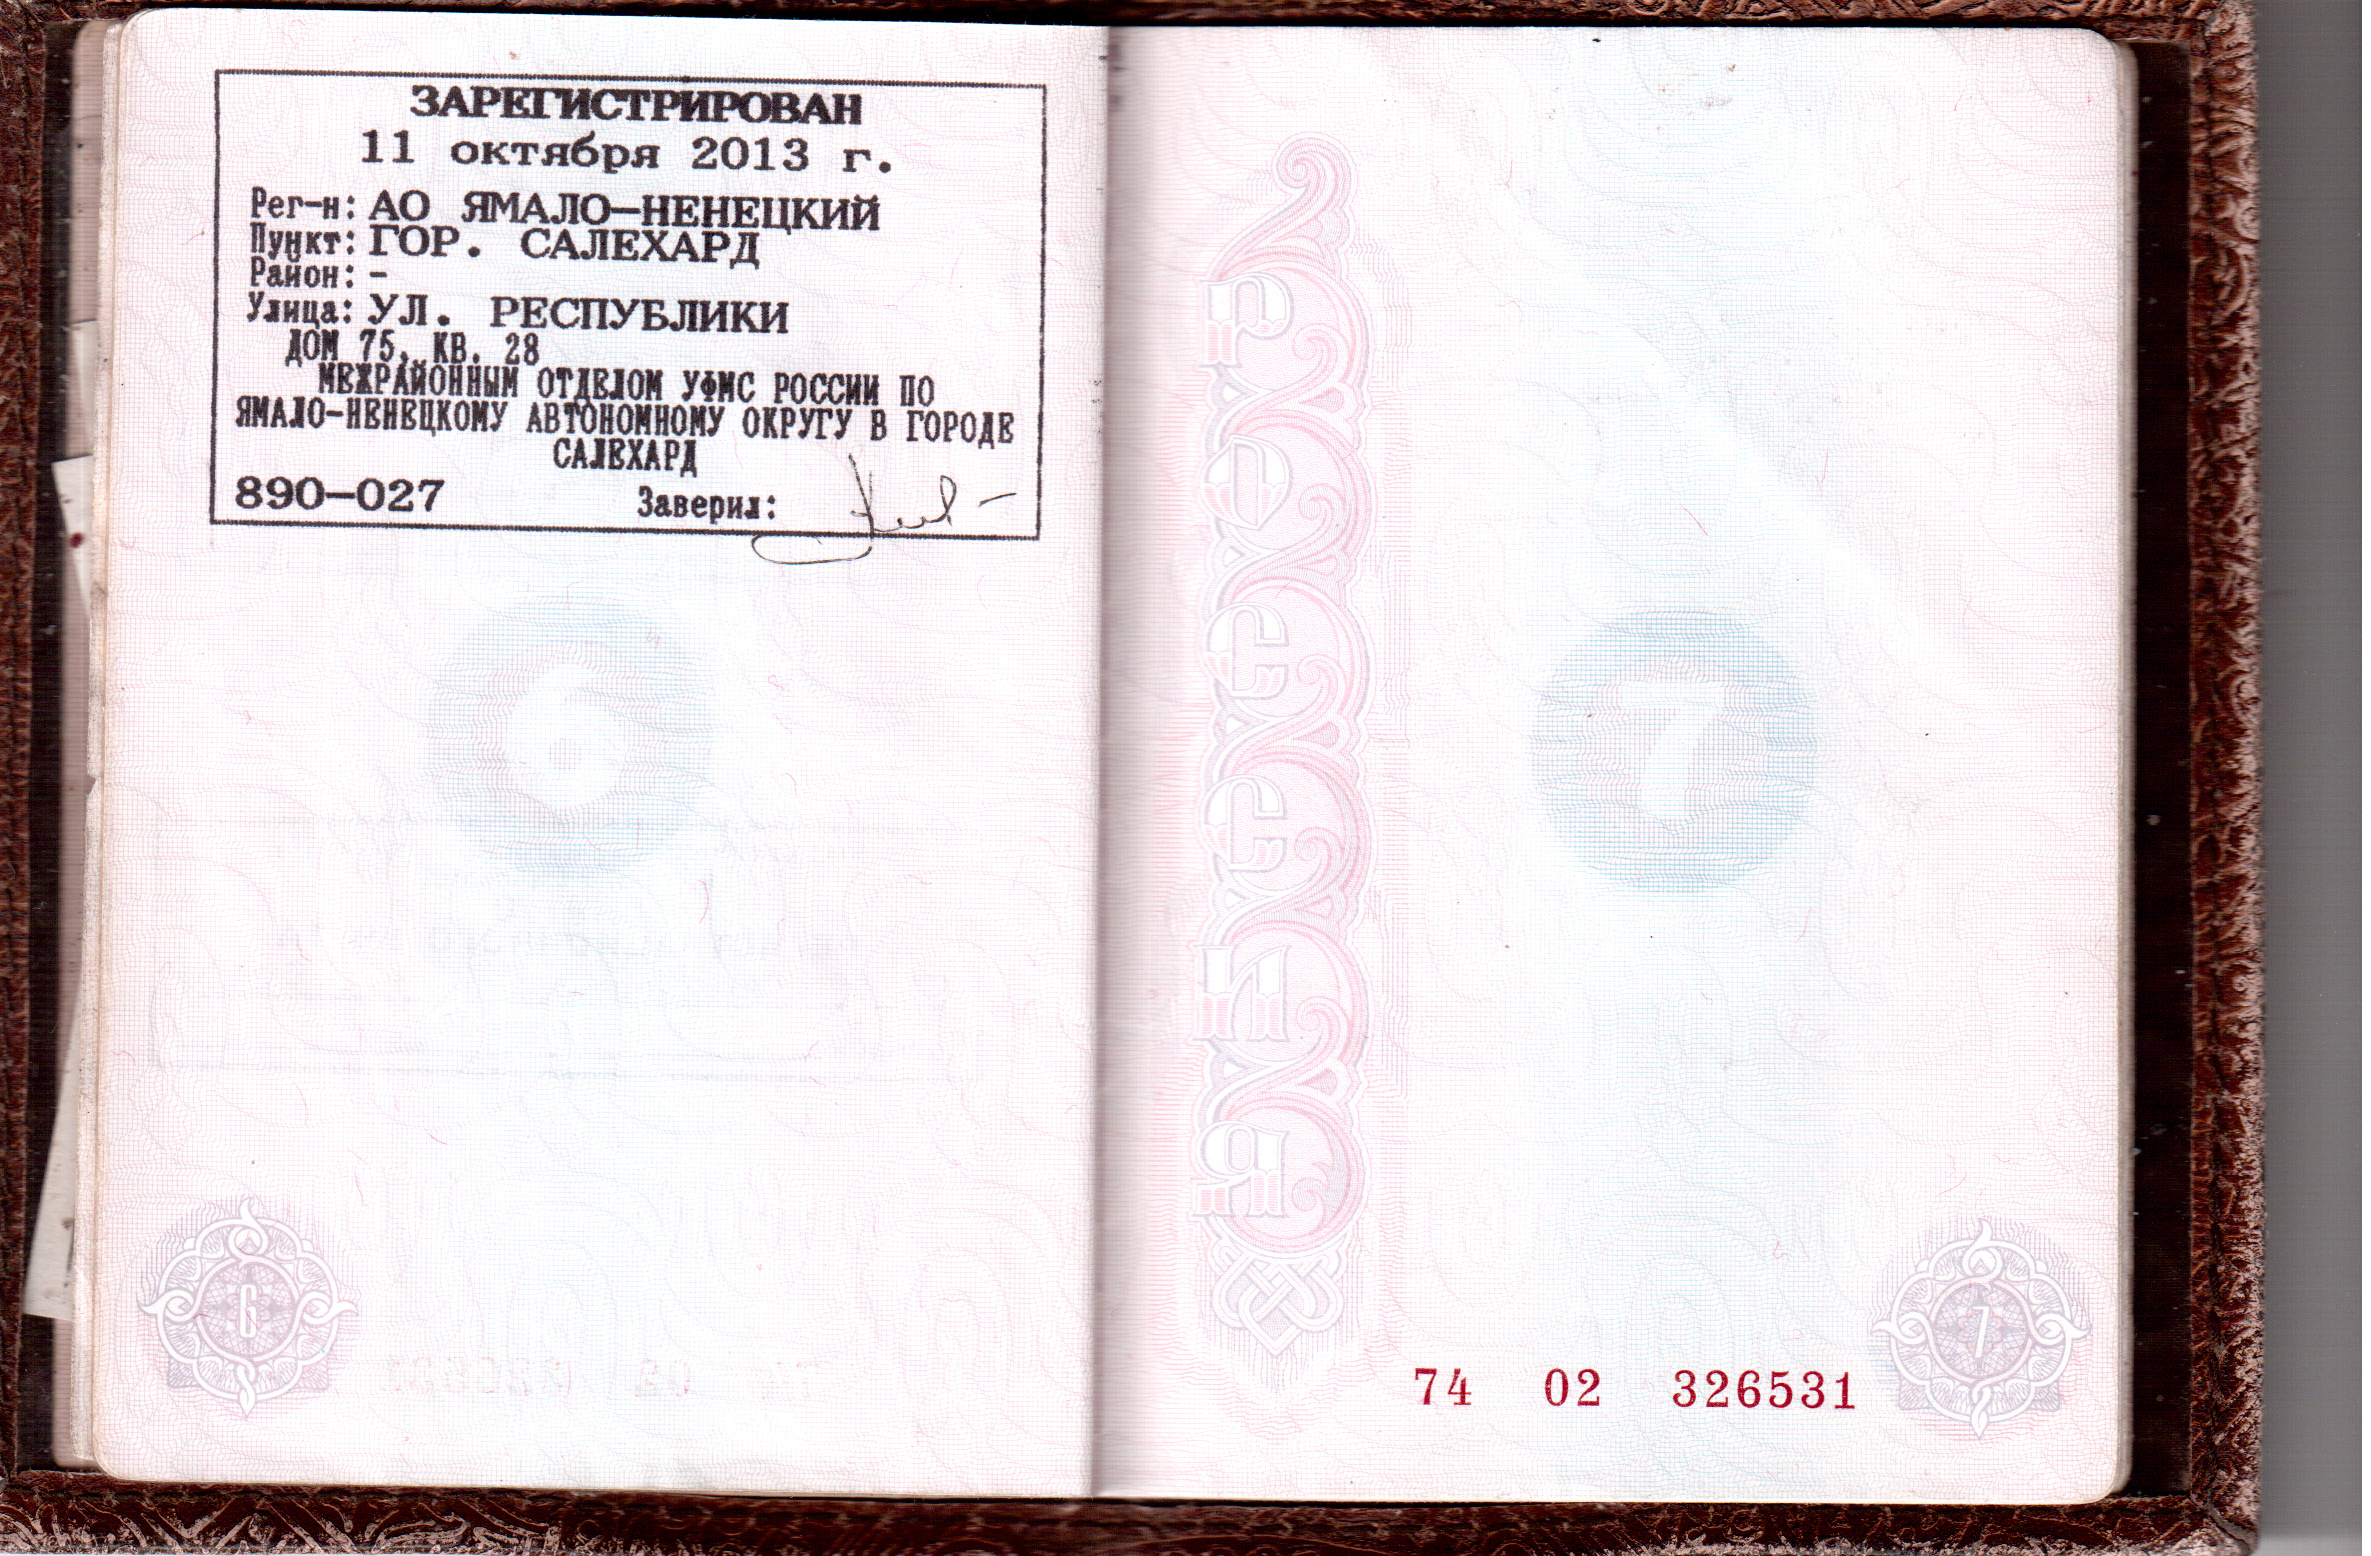 ЗАРЕГИСТРИРОВАН
11 октября 2013 г.
Рег-н: АО ЯМАЛО-НЕНЕЦКИЙ
Пункт: ГОР. САЛЕХАРД
Район: -
Улица: УЛ. РЕСПУБЛИКИ
ДОМ 75, КВ. 28
МЕЖРАЙОННЫМ ОТДЕЛОМ УФМС РОССИИ ПО
ЯМАЛО-НЕНЕЦКОМУ АВТОНОМНОМУ ОКРУГУ В ГОРОДЕ
САЛЕХАРД
890-027 Заверил:
6
6
РОССИЯ
7
7
74 02 326531